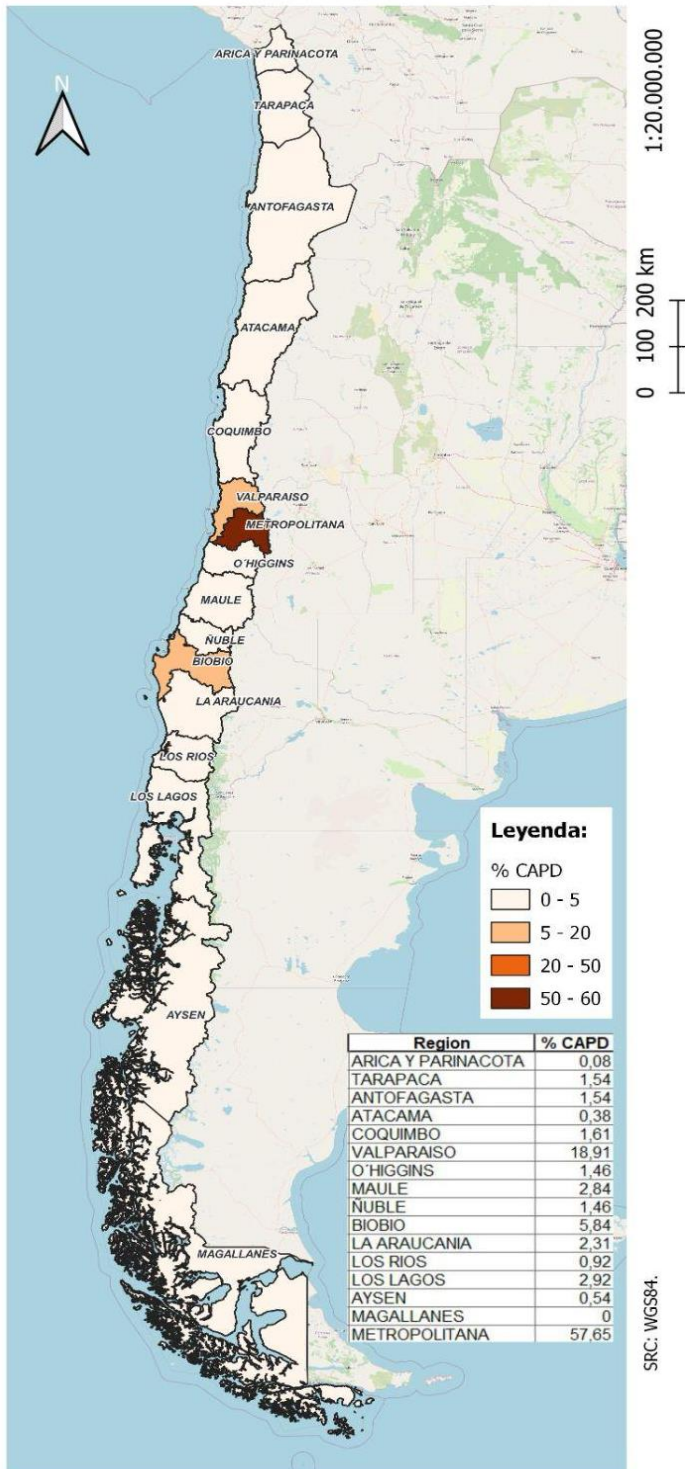 N
ARICA Y PARINACOTA
TARAPACA
ANTOFAGASTA
ATACAMA
COQUIMBO
VALPARAISO
METROPOLITANA
O´HIGGINS
MAULE
ÑUBLE
BIOBIO
LA ARAUCANIA
LOS RIOS
LOS LAGOS
AYSEN
MAGALLANES
1:20.000.000
0 100 200 km
Leyenda:
% CAPD
0 - 5
5 - 20
20 - 50
50 - 60
Region % CAPD
ARICA Y PARINACOTA 0,08
TARAPACA 1,54
ANTOFAGASTA 1,54
ATACAMA 0,38
COQUIMBO 1,61
VALPARAISO 18,91
O´HIGGINS 1,46
MAULE 2,84
ÑUBLE 1,46
BIOBIO 5,84
LA ARAUCANIA 2,31
LOS RIOS 0,92
LOS LAGOS 2,92
AYSEN 0,54
MAGALLANES 0
METROPOLITANA 57,65
SRC: WGS84.